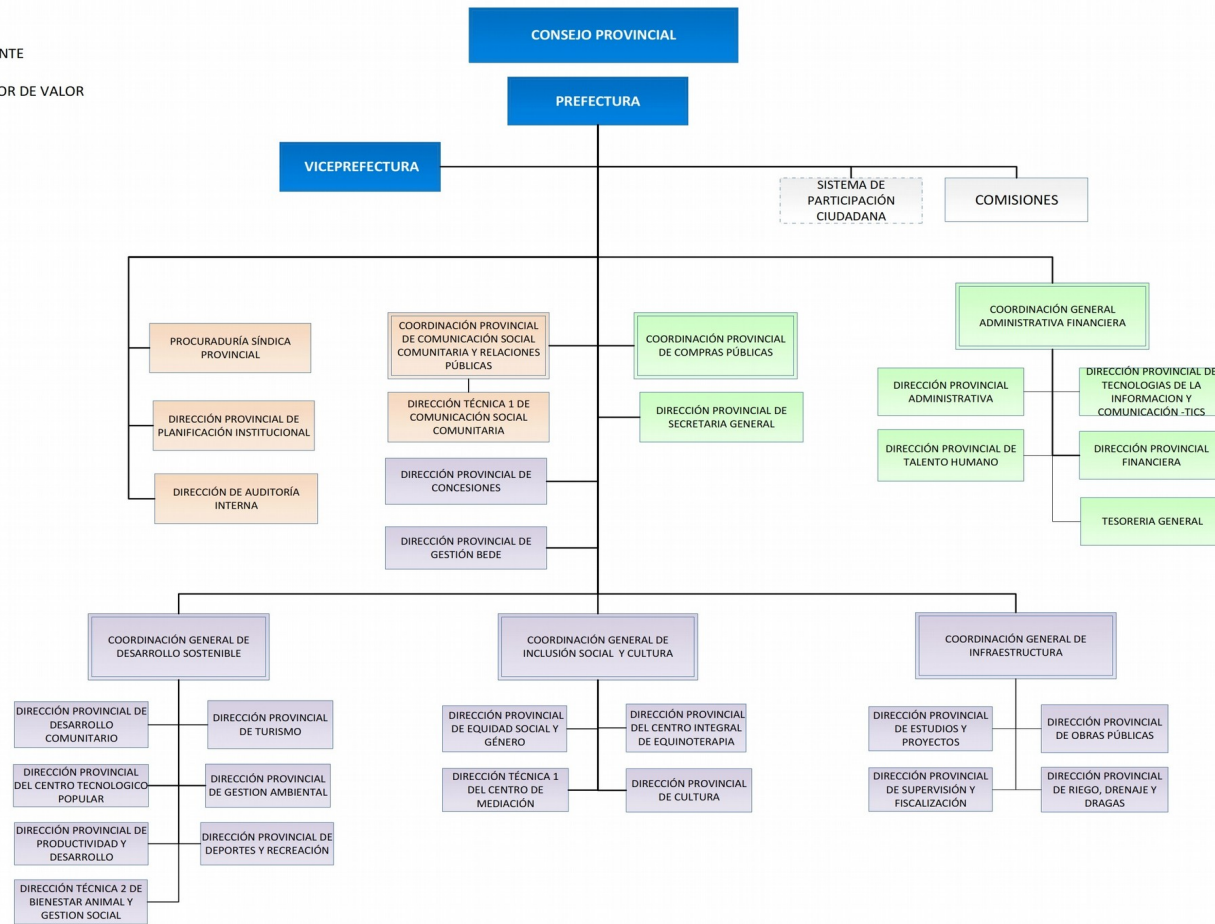 CONSEJO PROVINCIAL
NTE
OR DE VALOR
PREFECTURA
VICEPREFECTURA
SISTEMA DE
PARTICIPACIÓN
CIUDADANA
COMISIONES
PROCURADURÍA SÍNDICA
PROVINCIAL
DIRECCIÓN PROVINCIAL DE
PLANIFICACIÓN INSTITUCIONAL
DIRECCIÓN DE AUDITORÍA
INTERNA
COORDINACIÓN PROVINCIAL
DE COMUNICACIÓN SOCIAL
COMUNITARIA Y RELACIONES
PÚBLICAS
DIRECCIÓN TÉCNICA 1 DE
COMUNICACIÓN SOCIAL
COMUNITARIA
DIRECCIÓN PROVINCIAL DE
CONCESIONES
DIRECCIÓN PROVINCIAL DE
GESTIÓN BEDE
COORDINACIÓN PROVINCIAL
DE COMPRAS PÚBLICAS
DIRECCIÓN PROVINCIAL DE
SECRETARIA GENERAL
COORDINACIÓN GENERAL
ADMINISTRATIVA FINANCIERA
DIRECCIÓN PROVINCIAL
ADMINISTRATIVA
DIRECCIÓN PROVINCIAL DE
TECNOLOGIAS DE LA
INFORMACION Y
COMUNICACIÓN -TICS
DIRECCIÓN PROVINCIAL DE
TALENTO HUMANO
DIRECCIÓN PROVINCIAL
FINANCIERA
TESORERIA GENERAL
COORDINACIÓN GENERAL DE
DESARROLLO SOSTENIBLE
DIRECCIÓN PROVINCIAL DE
DESARROLLO
COMUNITARIO
DIRECCIÓN PROVINCIAL
DE TURISMO
DIRECCIÓN PROVINCIAL
DEL CENTRO TECNOLOGICO
POPULAR
DIRECCIÓN PROVINCIAL
DE GESTION AMBIENTAL
DIRECCIÓN PROVINCIAL DE
PRODUCTIVIDAD Y
DESARROLLO
DIRECCIÓN PROVINCIAL DE
DEPORTES Y RECREACIÓN
DIRECCIÓN TÉCNICA 2 DE
BIENESTAR ANIMAL Y
GESTION SOCIAL
COORDINACIÓN GENERAL DE
INCLUSIÓN SOCIAL Y CULTURA
DIRECCIÓN PROVINCIAL
DE EQUIDAD SOCIAL Y
GÉNERO
DIRECCIÓN PROVINCIAL
DEL CENTRO INTEGRAL
DE EQUINOTERAPIA
DIRECCIÓN TÉCNICA 1
DEL CENTRO DE
MEDIACIÓN
DIRECCIÓN PROVINCIAL
DE CULTURA
COORDINACIÓN GENERAL DE
INFRAESTRUCTURA
DIRECCIÓN PROVINCIAL
DE ESTUDIOS Y
PROYECTOS
DIRECCIÓN PROVINCIAL
DE OBRAS PÚBLICAS
DIRECCIÓN PROVINCIAL
DE SUPERVISIÓN Y
FISCALIZACIÓN
DIRECCIÓN PROVINCIAL
DE RIEGO, DRENAJE Y
DRAGAS